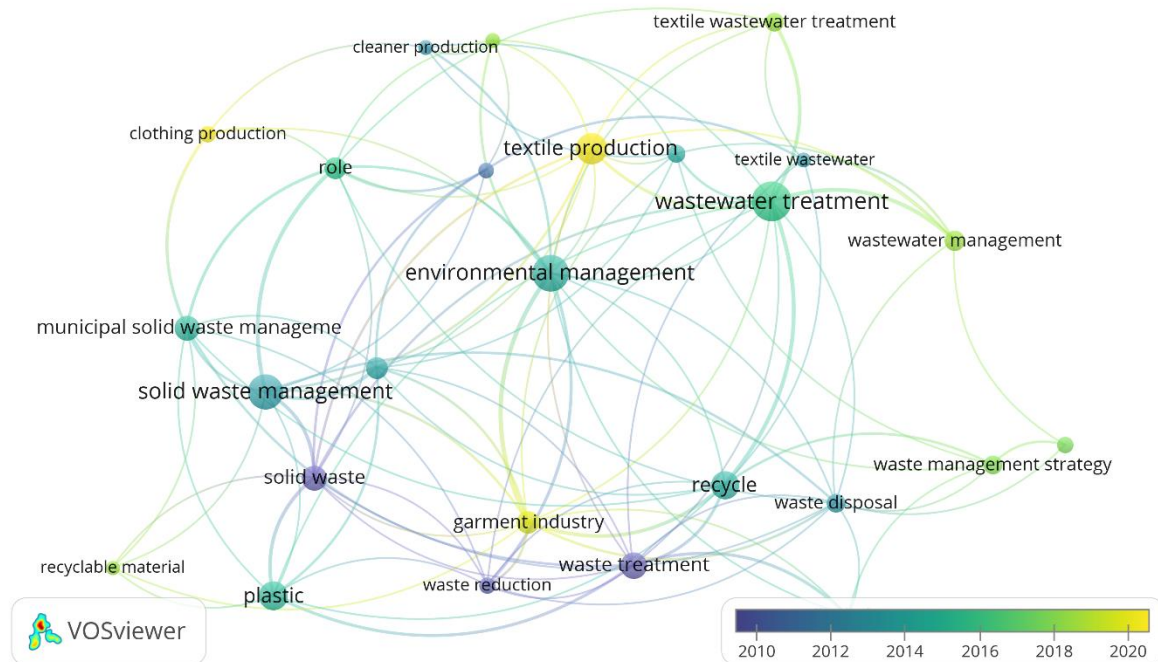 textile wastewater treatment
cleaner production
clothing production
textile production
role
textile wastewater
wastewater treatment
wastewater management
environmental management
municipal solid waste manageme
solid waste management
waste management strategy
solid waste
recycle
waste disposal
garment industry
recyclable material
waste treatment
waste reduction
plastic
VOSviewer
2010 2012 2014 2016 2018 2020